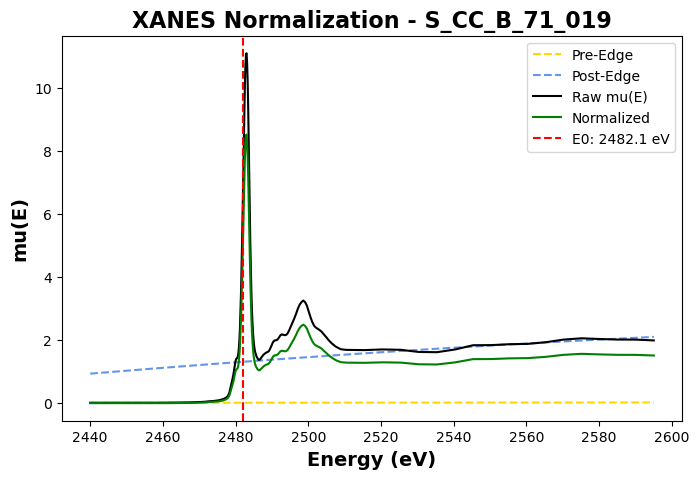 XANES Normalization - S_CC_B_71_019
Pre-Edge
Post-Edge
Raw mu(E)
Normalized
E0: 2482.1 eV
mu(E)
10
8
6
4
2
0
2440 2460 2480 2500 2520 2540 2560 2580 2600
Energy (eV)